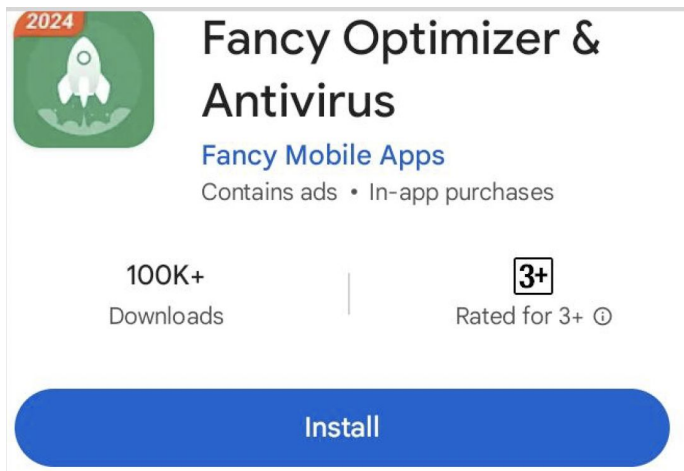 2024
Fancy Optimizer &
Antivirus
Fancy Mobile Apps
Contains ads • In-app purchases
100K+
3+
Downloads
Rated for 3+
Install